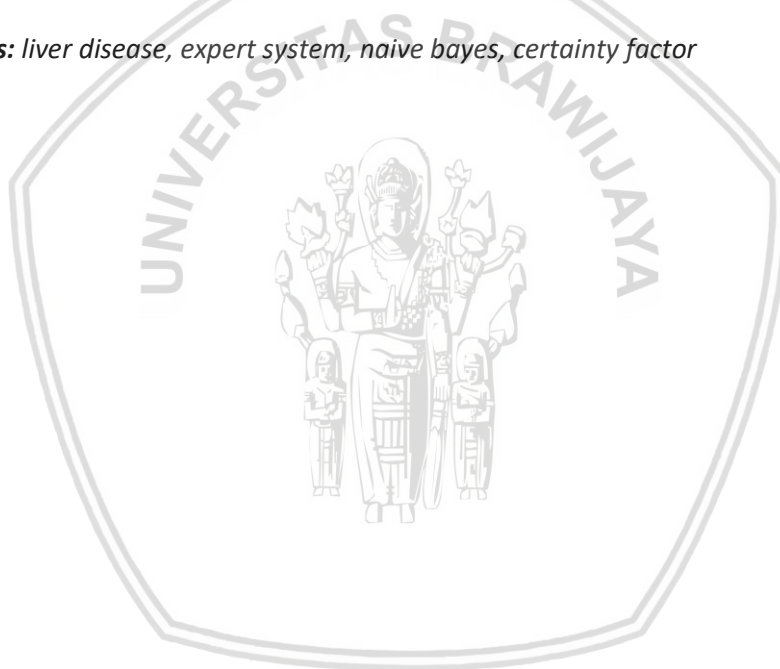 s: liver disease, expert system, naive bayes, certainty factor
UNIVERSITAS BRAWIJAYA